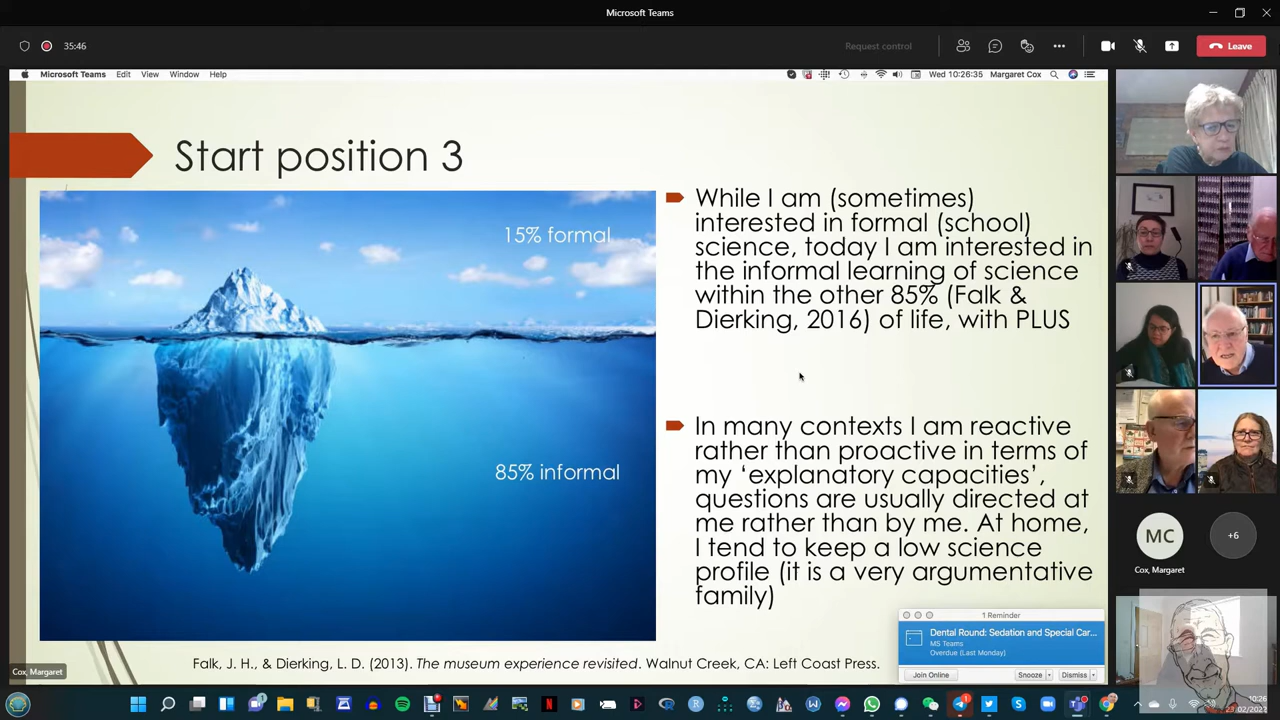 Microsoft Teams
35:46
Request control
Leave
Microsoft Teams Edit View Window Help
Wed 10:26:35 Margaret Cox
Start position 3
15% formal
85% informal
While I am (sometimes)
interested in formal (school)
science, today I am interested in
the informal learning of science
within the other 85% (Falk &
Dierking, 2016) of life, with PLUS
In many contexts I am reactive
rather than proactive in terms of
my ‘explanatory capacities’,
questions are usually directed at
me rather than by me. At home,
I tend to keep a low science
profile (it is a very argumentative
family)
Falk, J. H., & Dierking, L. D. (2013). The museum experience revisited. Walnut Creek, CA: Left Coast Press.
1 Reminder
Dental Round: Sedation and Special Car...
MS Teams
Overdue (Last Monday)
Join Online
Snooze
Dismiss
Cox, Margaret
MC
+6
Cox, Margaret
10:26
23/02/2022